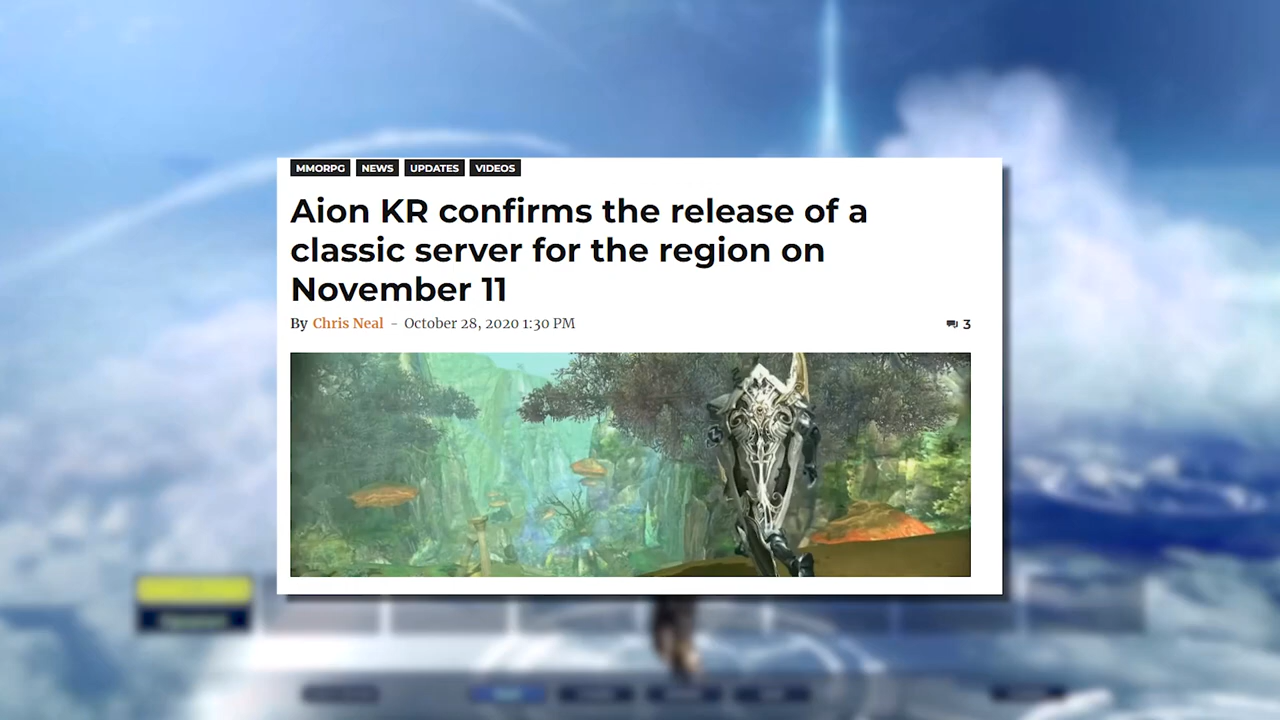 MMORPG NEWS UPDATES VIDEOS
Aion KR confirms the release of a
classic server for the region on
November 11
By Chris Neal - October 28, 2020 1:30 PM
3